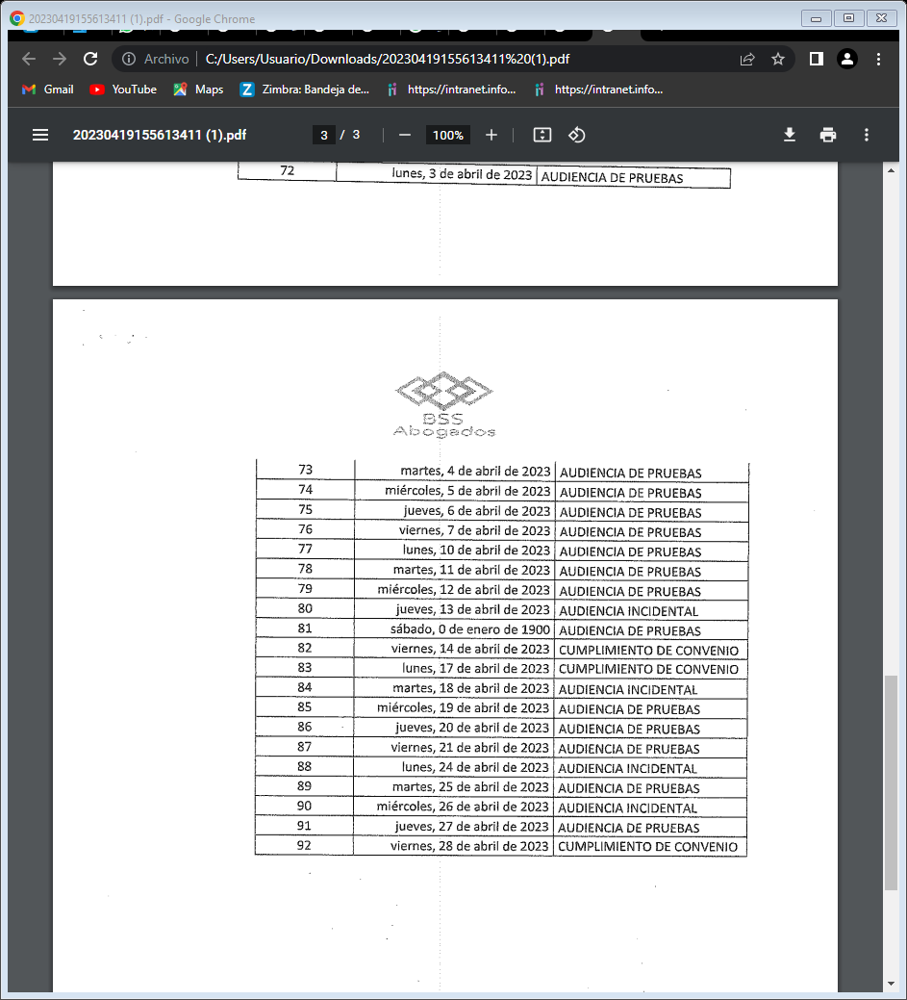 20230419155613411 (1).pdf - Google Chrome
Archivo C:/Users/Usuario/Downloads/20230419155613411%20(1).pdf
Gmail YouTube Maps Zimbra: Bandeja de... https://intranet.info... https://intranet.info...
20230419155613411 (1).pdf 3 / 3 100%
72 lunes, 3 de abril de 2023 AUDIENCIA DE PRUEBAS
BSS
Abogados
73 martes, 4 de abril de 2023 AUDIENCIA DE PRUEBAS
74 miércoles, 5 de abril de 2023 AUDIENCIA DE PRUEBAS
75 jueves, 6 de abril de 2023 AUDIENCIA DE PRUEBAS
76 viernes, 7 de abril de 2023 AUDIENCIA DE PRUEBAS
77 lunes, 10 de abril de 2023 AUDIENCIA DE PRUEBAS
78 martes, 11 de abril de 2023 AUDIENCIA DE PRUEBAS
79 miércoles, 12 de abril de 2023 AUDIENCIA DE PRUEBAS
80 jueves, 13 de abril de 2023 AUDIENCIA INCIDENTAL
81 sábado, 0 de enero de 1900 AUDIENCIA DE PRUEBAS
82 viernes, 14 de abril de 2023 CUMPLIMIENTO DE CONVENIO
83 lunes, 17 de abril de 2023 CUMPLIMIENTO DE CONVENIO
84 martes, 18 de abril de 2023 AUDIENCIA INCIDENTAL
85 miércoles, 19 de abril de 2023 AUDIENCIA DE PRUEBAS
86 jueves, 20 de abril de 2023 AUDIENCIA DE PRUEBAS
87 viernes, 21 de abril de 2023 AUDIENCIA DE PRUEBAS
88 lunes, 24 de abril de 2023 AUDIENCIA INCIDENTAL
89 martes, 25 de abril de 2023 AUDIENCIA DE PRUEBAS
90 miércoles, 26 de abril de 2023 AUDIENCIA INCIDENTAL
91 jueves, 27 de abril de 2023 AUDIENCIA DE PRUEBAS
92 viernes, 28 de abril de 2023 CUMPLIMIENTO DE CONVENIO